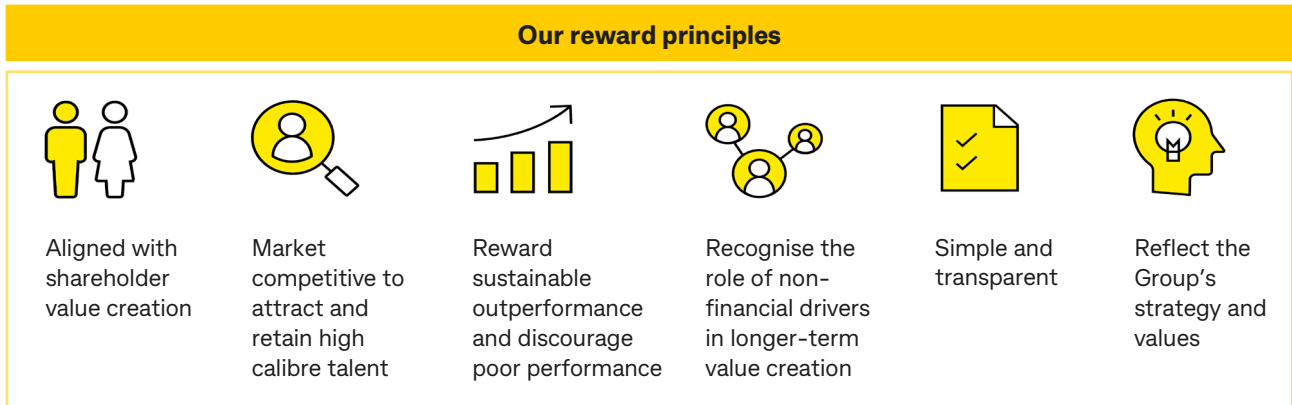 Our reward principles
Aligned with
shareholder
value creation
Market
competitive to
attract and
retain high
calibre talent
Reward
sustainable
outperformance
and discourage
poor performance
Recognise the
role of non-
financial drivers
in longer-term
value creation
Simple and
transparent
Reflect the
Group’s
strategy and
values